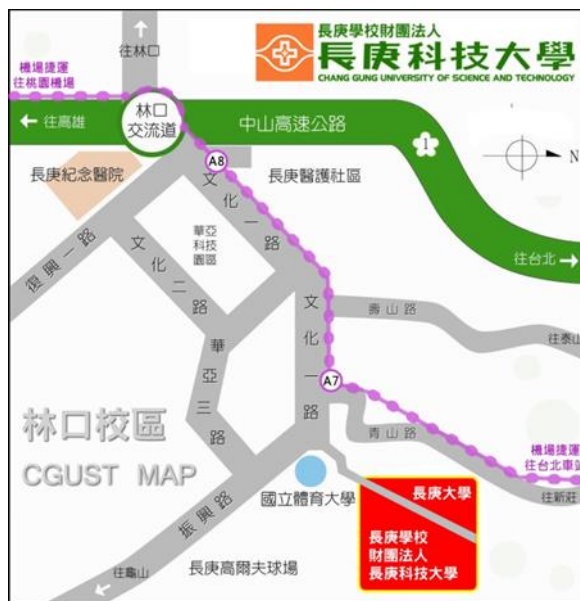 長庚學校財團法人
長庚科技大學
CHANG GUNG UNIVERSITY OF SCIENCE AND TECHNOLOGY
往林口
機場捷運
往桃園機場
林口
交流道
往高雄
中山高速公路
1
N
A8
長庚紀念醫院
長庚醫護社區
文化一路
華亞
科技
園區
復興一路
文化二路
往台北
文化一路
壽山路
往泰山
華亞三路
A7
林口校區
CGUST MAP
青山路
機場捷運
往台北車站
振興路
國立體育大學
長庚大學
往新莊
長庚學校
財團法人
長庚科技大學
往龜山
長庚高爾夫球場